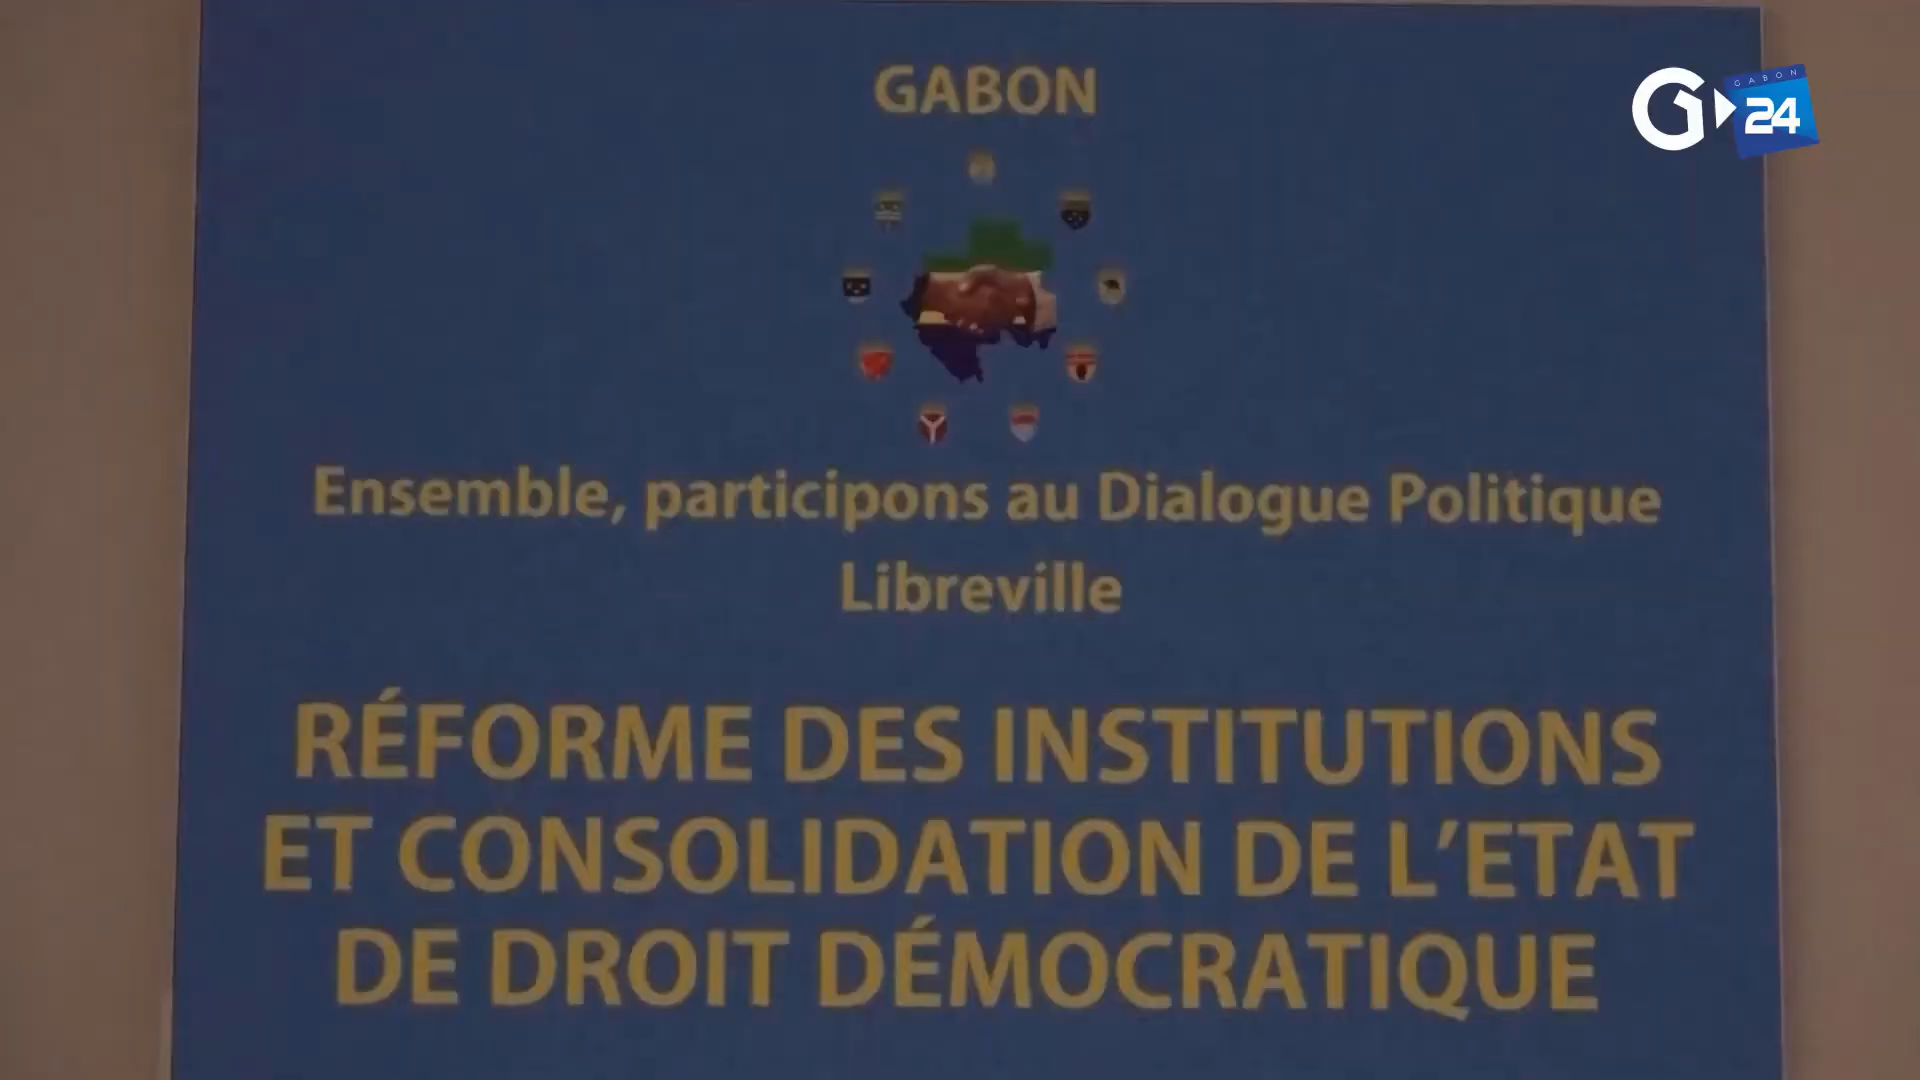 GABON
GABON
24
Ensemble, participons au Dialogue Politique
Libreville
RÉFORME DES INSTITUTIONS
ET CONSOLIDATION DE L’ETAT
DE DROIT DÉMOCRATIQUE